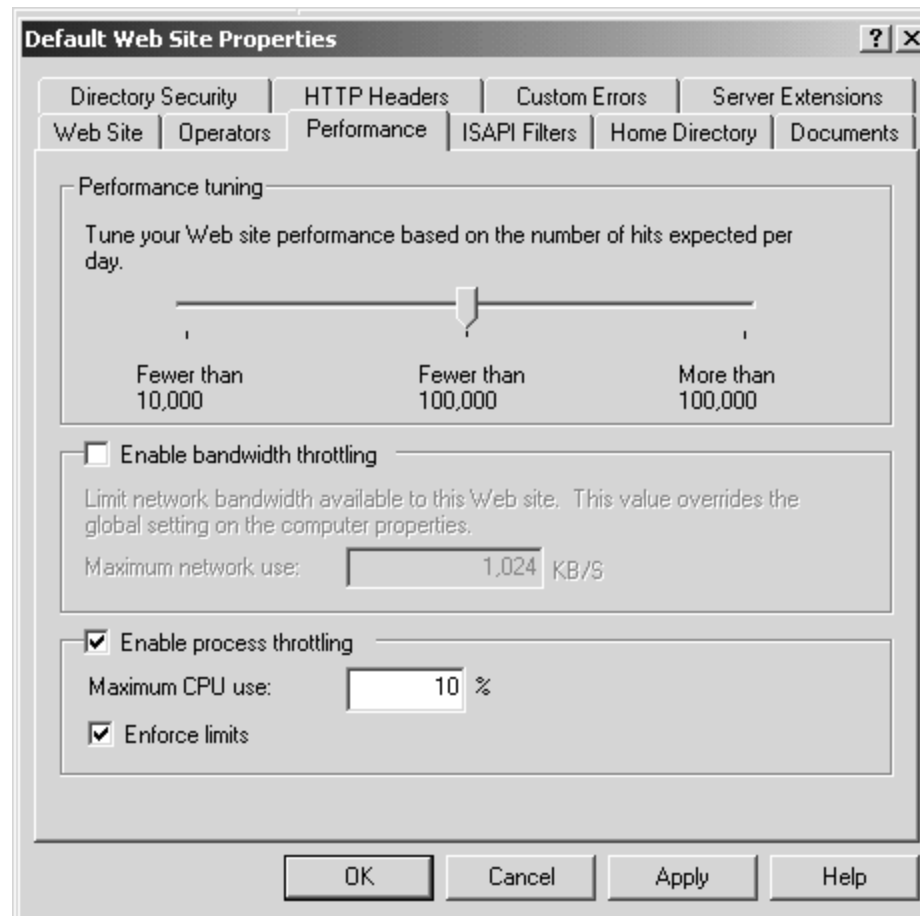 Default Web Site Properties
Directory Security HTTP Headers Custom Errors Server Extensions
Web Site Operators Performance ISAPI Filters Home Directory Documents
Performance tuning
Tune your Web site performance based on the number of hits expected per
day.
Fewer than Fewer than More than
10,000 100,000 100,000
Enable bandwidth throttling
Limit network bandwidth available to this Web site. This value overrides the
global setting on the computer properties.
Maximum network use: 1,024 KB/S
Enable process throttling
Maximum CPU use: 10 %
Enforce limits
OK Cancel Apply Help